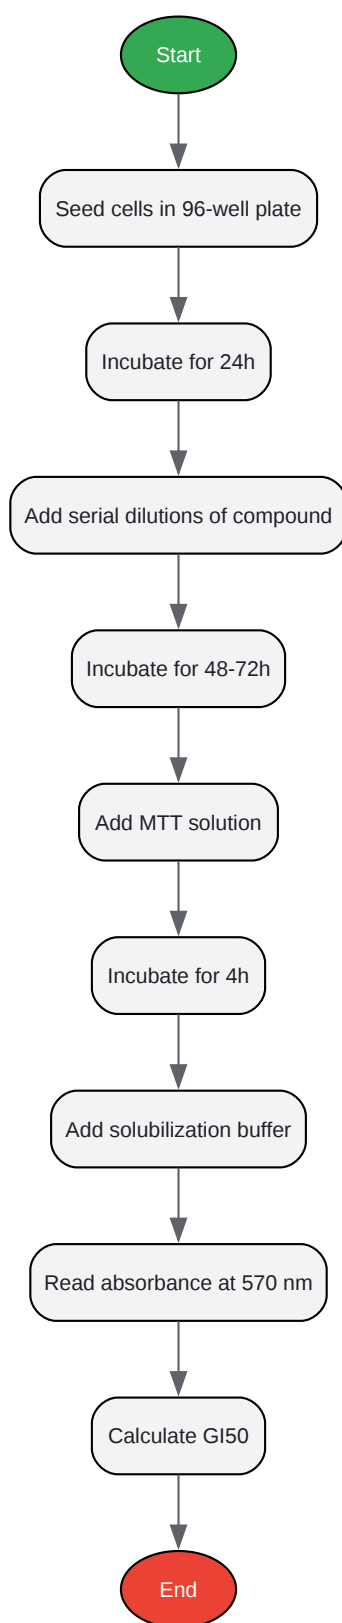 Start
Seed cells in 96-well plate
Incubate for 24h
Add serial dilutions of compound
Incubate for 48-72h
Add MTT solution
Incubate for 4h
Add solubilization buffer
Read absorbance at 570 nm
Calculate GI50
End